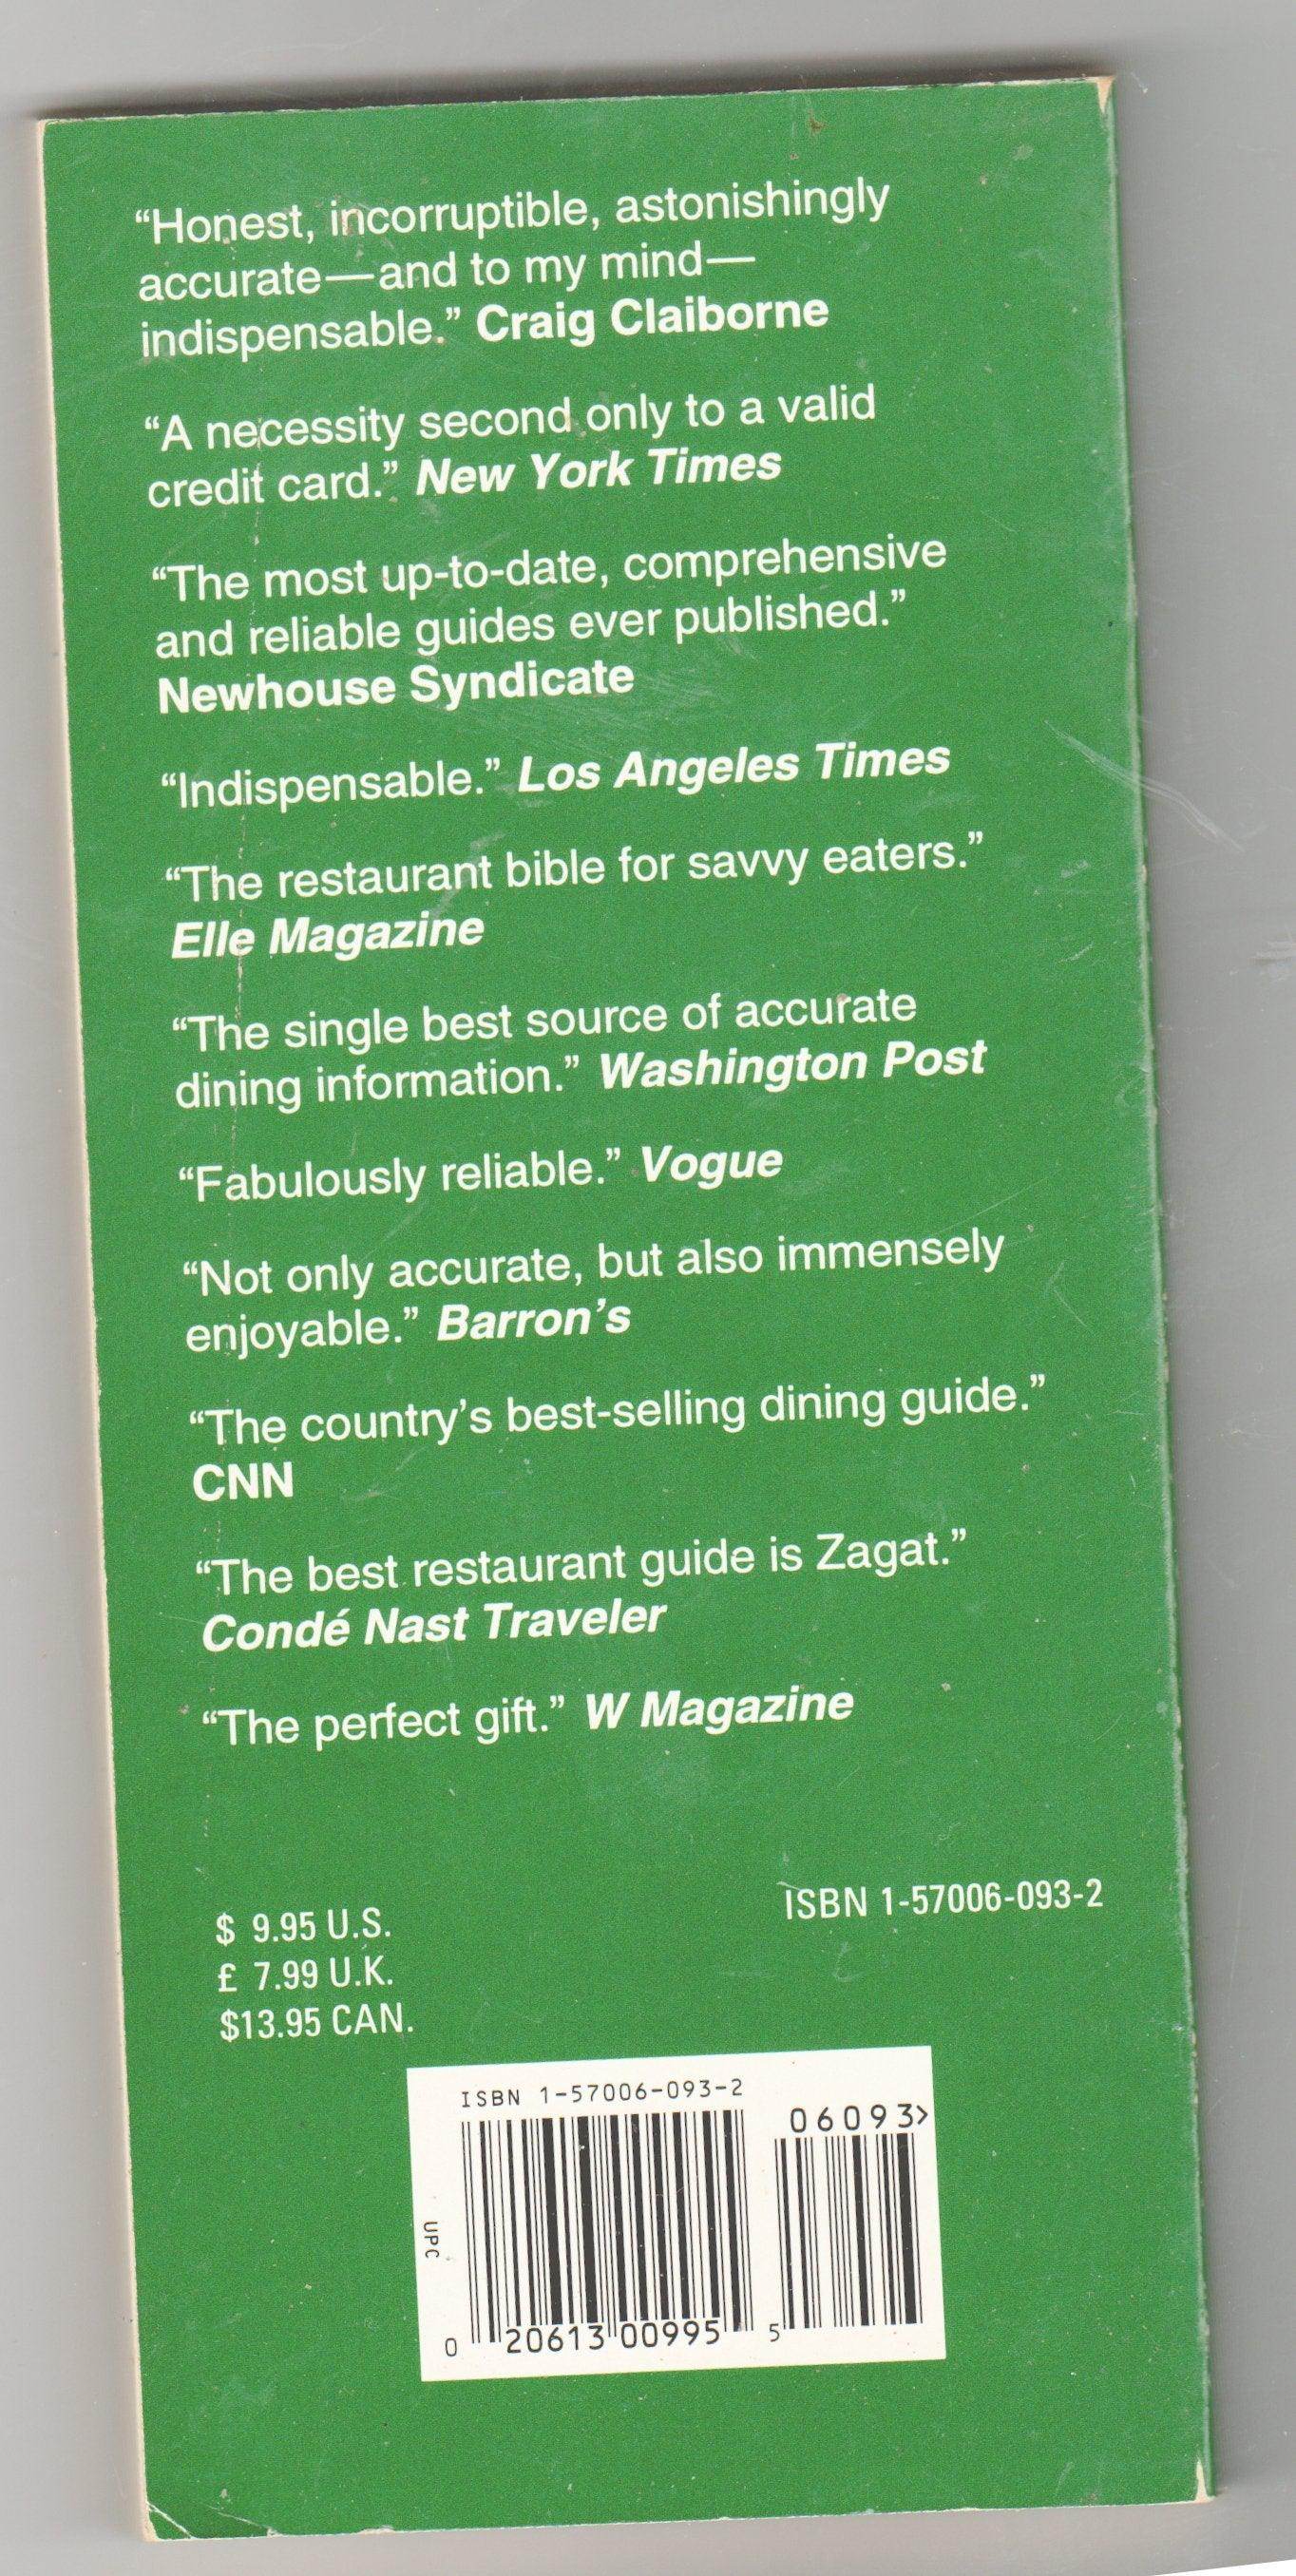 “Honest, incorruptible, astonishingly
accurate—and to my mind—
indispensable.” Craig Claiborne
“A necessity second only to a valid
credit card.” New York Times
“The most up-to-date, comprehensive
and reliable guides ever published.”
Newhouse Syndicate
“Indispensable.” Los Angeles Times
“The restaurant bible for savvy eaters.”
Elle Magazine
“The single best source of accurate
dining information.” Washington Post
“Fabulously reliable.” Vogue
“Not only accurate, but also immensely
enjoyable.” Barron’s
“The country’s best-selling dining guide.”
CNN
“The best restaurant guide is Zagat.”
Condé Nast Traveler
“The perfect gift.” W Magazine
$ 9.95 U.S.
£ 7.99 U.K.
$13.95 CAN.
ISBN 1-57006-093-2
ISBN 1-57006-093-2
06093>
UPC
0 20613 00995 5